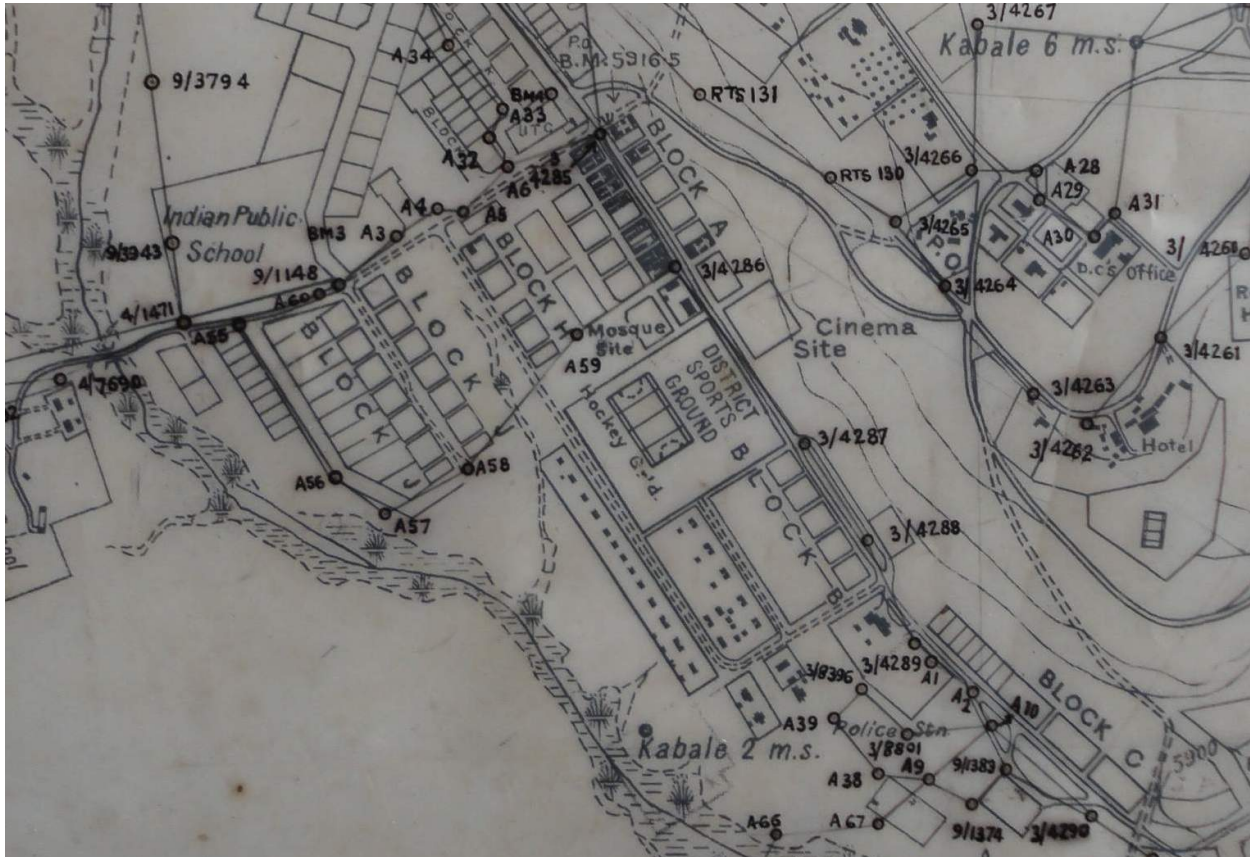 3/4267
Kabale 6 m.s.
A34
P.O.
B.M. 5916·5
9/3794
BM4
RTS 131
A33
U.T.C.
BLOCK
A32
BLOCK A
3/4266
A28
RTS 130
A29
A6
4285
A4
A5
A31
Indian Public
School
BM3
A3
3/4265
A30
P.O.
D.C's Office
3/
9/3943
BLOCK H
3/4286
3/4264
9/1148
A60
4/1471
A55
BLOCK
BLOCK J
Mosque
Site
Cinema
Site
A59
3/4261
4/7690
DISTRICT
SPORTS
GROUND
Hockey
Gr'd.
3/4263
3/4262
Hotel
3/4287
BLOCK B
A56
A58
A57
3/4288
3/4289
A1
3/8396
A2
BLOCK C
A10
A39
Police Stn
Kabale 2 m.s.
3/8801
5900
A38
A9
9/1383
A66
A67
9/1374
3/4290